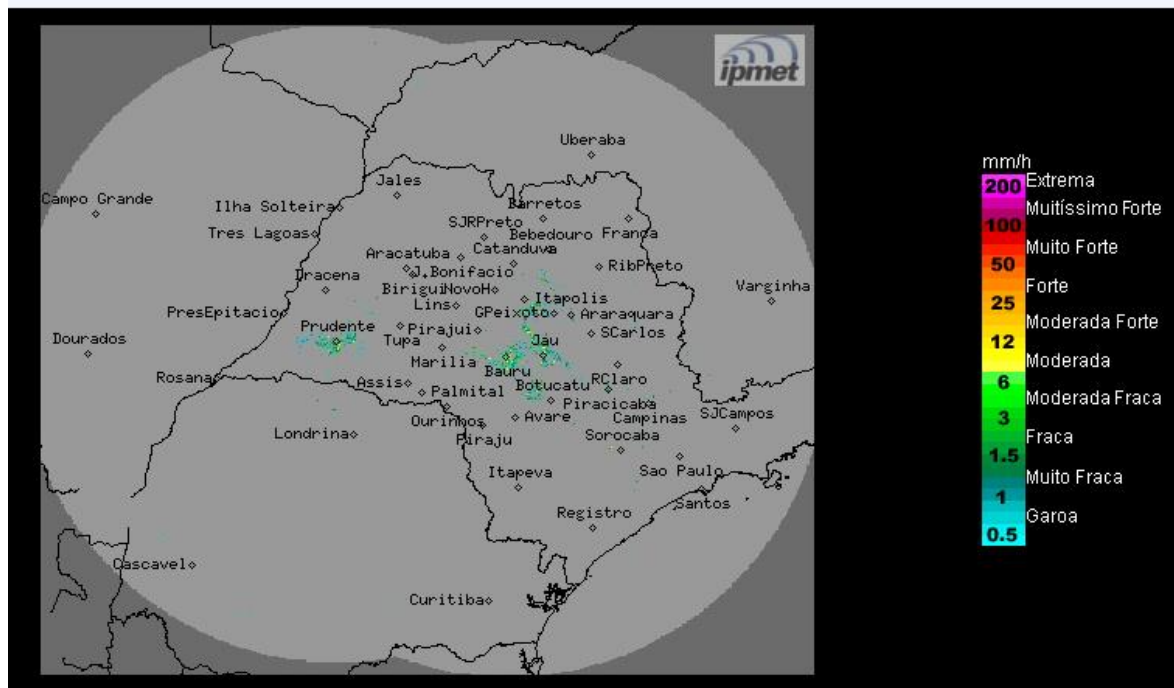 ipmet
Uberaba
Jales
Campo Grande
Ilha Solteira
Barretos
SJRPreto
Bebedouro
Franca
Tres Lagoas
Catanduva
Aracatuba
J.Bonifacio
RibPreto
Dracena
Birigui
NovoH
Itapolis
Varginha
Lins
GPeixoto
Araraquara
PresEpitacio
Prudente
Pirajui
SCarlos
Dourados
Tupa
Jau
Marilia
Bauru
Rosana
Assis
Botucatu
RClaro
Palmital
Piracicaba
SJCampos
Ourinhos
Avare
Campinas
Londrina
Piraju
Sorocaba
Itapeva
Sao Paulo
Santos
Registro
Cascavel
Curitiba
mm/h
200 Extrema
Muitíssimo Forte
100
Muito Forte
50
Forte
25
Moderada Forte
12
Moderada
6
Moderada Fraca
3
Fraca
1.5
Muito Fraca
1
Garoa
0.5